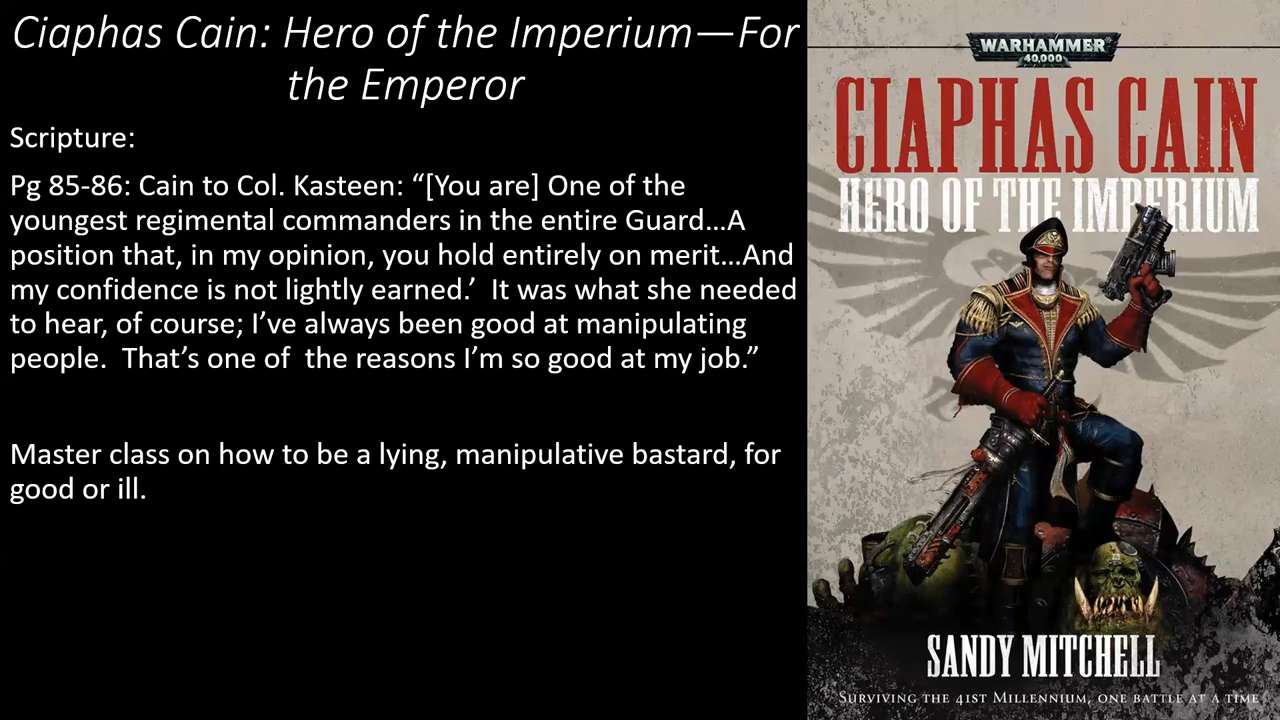 Ciaphas Cain: Hero of the Imperium—For
the Emperor
Scripture:
Pg 85-86: Cain to Col. Kasteen: “[You are] One of the
youngest regimental commanders in the entire Guard…A
position that, in my opinion, you hold entirely on merit…And
my confidence is not lightly earned.’  It was what she needed
to hear, of course; I’ve always been good at manipulating
people.  That’s one of  the reasons I’m so good at my job.”
Master class on how to be a lying, manipulative bastard, for
good or ill.
WARHAMMER
40,000
CIAPHAS CAIN
HERO OF THE IMPERIUM
SANDY MITCHELL
SURVIVING THE 41ST MILLENNIUM, ONE BATTLE AT A TIME